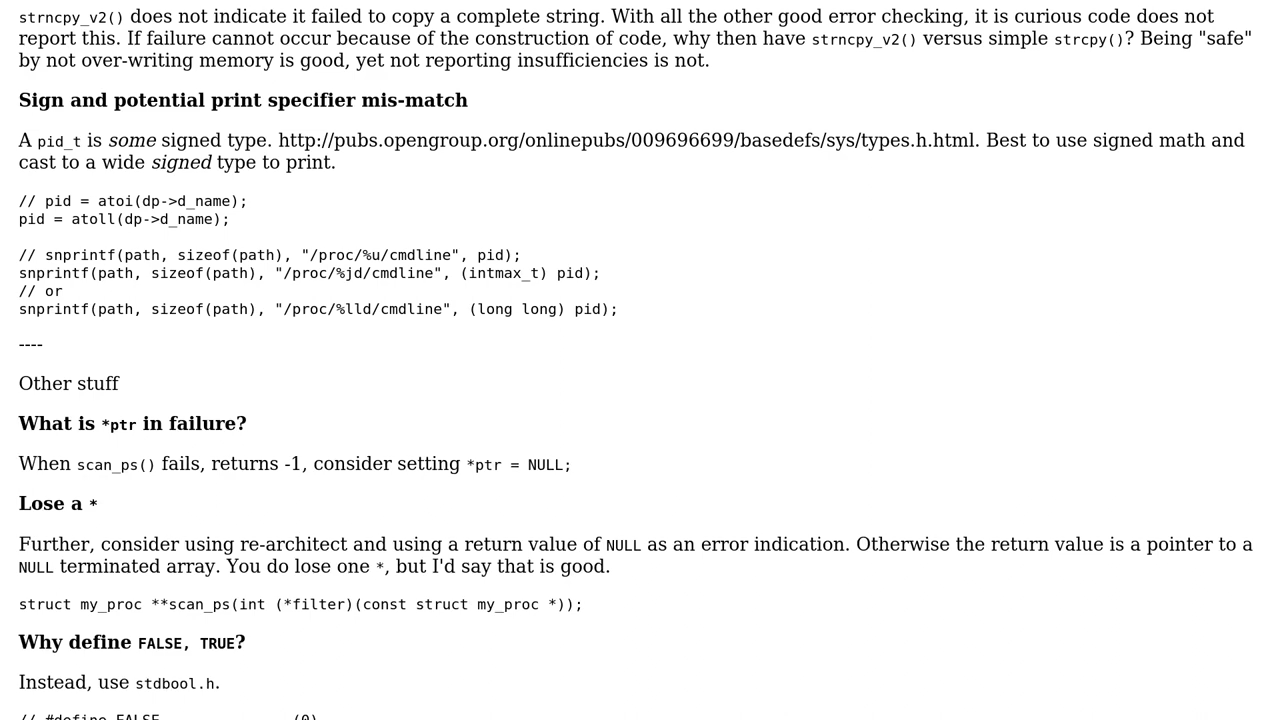 strncpy_v2() does not indicate it failed to copy a complete string. With all the other good error checking, it is curious code does not
report this. If failure cannot occur because of the construction of code, why then have strncpy_v2() versus simple strcpy()? Being "safe"
by not over-writing memory is good, yet not reporting insufficiencies is not.
Sign and potential print specifier mis-match
A pid_t is some signed type. http://pubs.opengroup.org/onlinepubs/009696699/basedefs/sys/types.h.html. Best to use signed math and
cast to a wide signed type to print.
// pid = atoi(dp->d_name);
pid = atoll(dp->d_name);
// snprintf(path, sizeof(path), "/proc/%u/cmdline", pid);
snprintf(path, sizeof(path), "/proc/%jd/cmdline", (intmax_t) pid);
// or
snprintf(path, sizeof(path), "/proc/%lld/cmdline", (long long) pid);
----
Other stuff
What is *ptr in failure?
When scan_ps() fails, returns -1, consider setting *ptr = NULL;
Lose a *
Further, consider using re-architect and using a return value of NULL as an error indication. Otherwise the return value is a pointer to a
NULL terminated array. You do lose one *, but I'd say that is good.
struct my_proc **scan_ps(int (*filter)(const struct my_proc *));
Why define FALSE, TRUE?
Instead, use stdbool.h.
// #define FALSE (0)